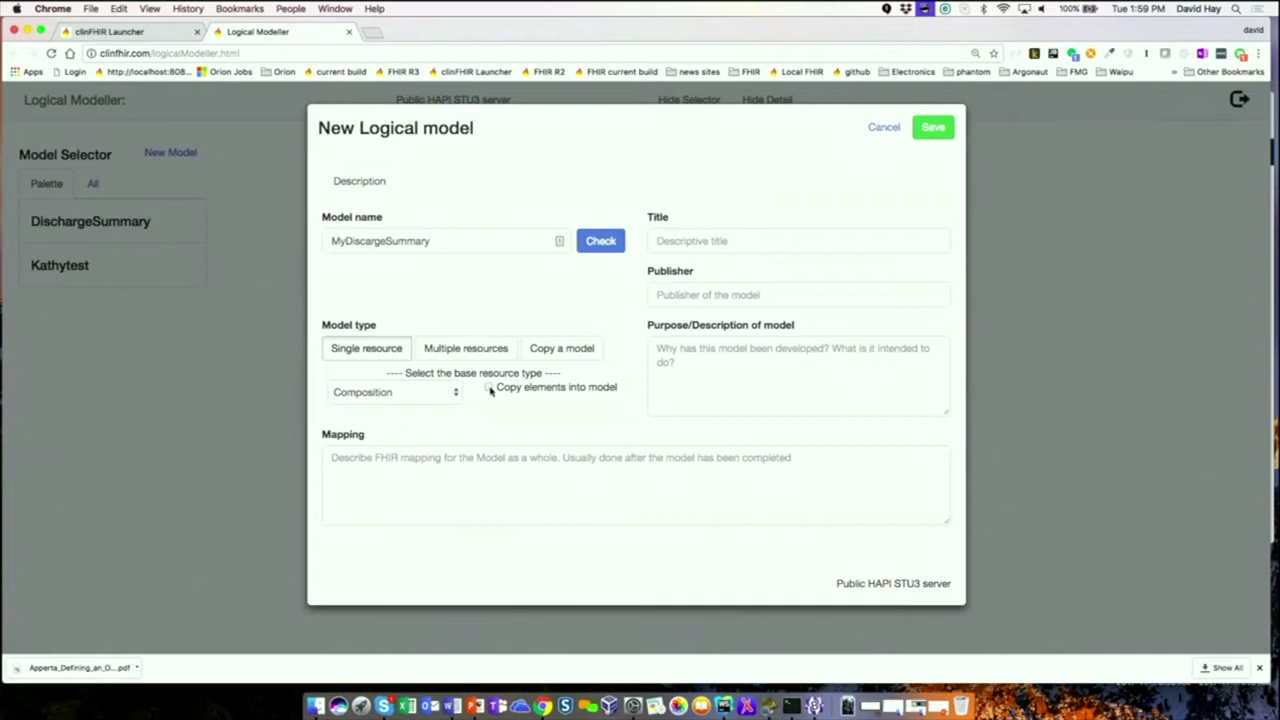 Chrome File Edit View History Bookmarks People Window Help
100% Tue 1:59 PM David Hay
clinFHIR Launcher
Logical Modeller
david
clinfhir.com/logicalModeller.html
Apps Login http://localhost:808... Orion Jobs Orion current build FHIR R3 clinFHIR Launcher FHIR R2 FHIR current build news sites FHIR Local FHIR github Electronics phantom Argonaut FMG Waipu » Other Bookmarks
Logical Modeller: Public HAPI STU3 server Hide Selector Hide Detail
Model Selector New Model
Palette All
DischargeSummary
Kathytest
New Logical model
Cancel Save
Description
Model name
MyDiscargeSummary
Check
Title
Descriptive title
Publisher
Publisher of the model
Model type
Single resource Multiple resources Copy a model
---- Select the base resource type ----
Composition
Copy elements into model
Purpose/Description of model
Why has this model been developed? What is it intended to
do?
Mapping
Describe FHIR mapping for the Model as a whole. Usually done after the model has been completed
Public HAPI STU3 server
Apperta_Defining_an_O....pdf
Show All